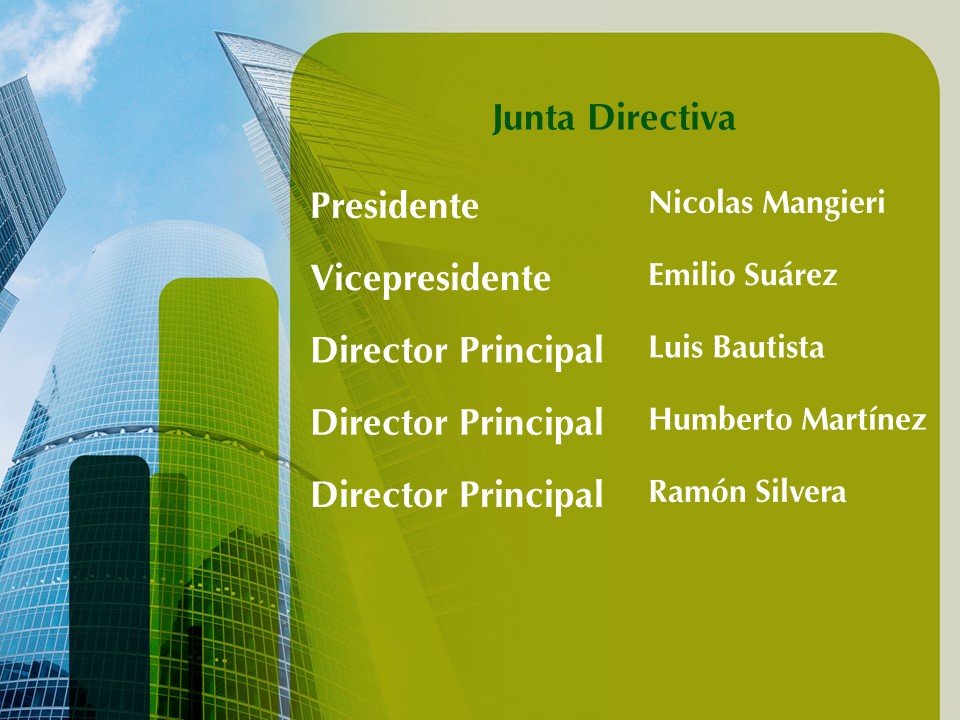 Junta Directiva
Presidente Nicolas Mangieri
Vicepresidente Emilio Suárez
Director Principal Luis Bautista
Director Principal Humberto Martínez
Director Principal Ramón Silvera